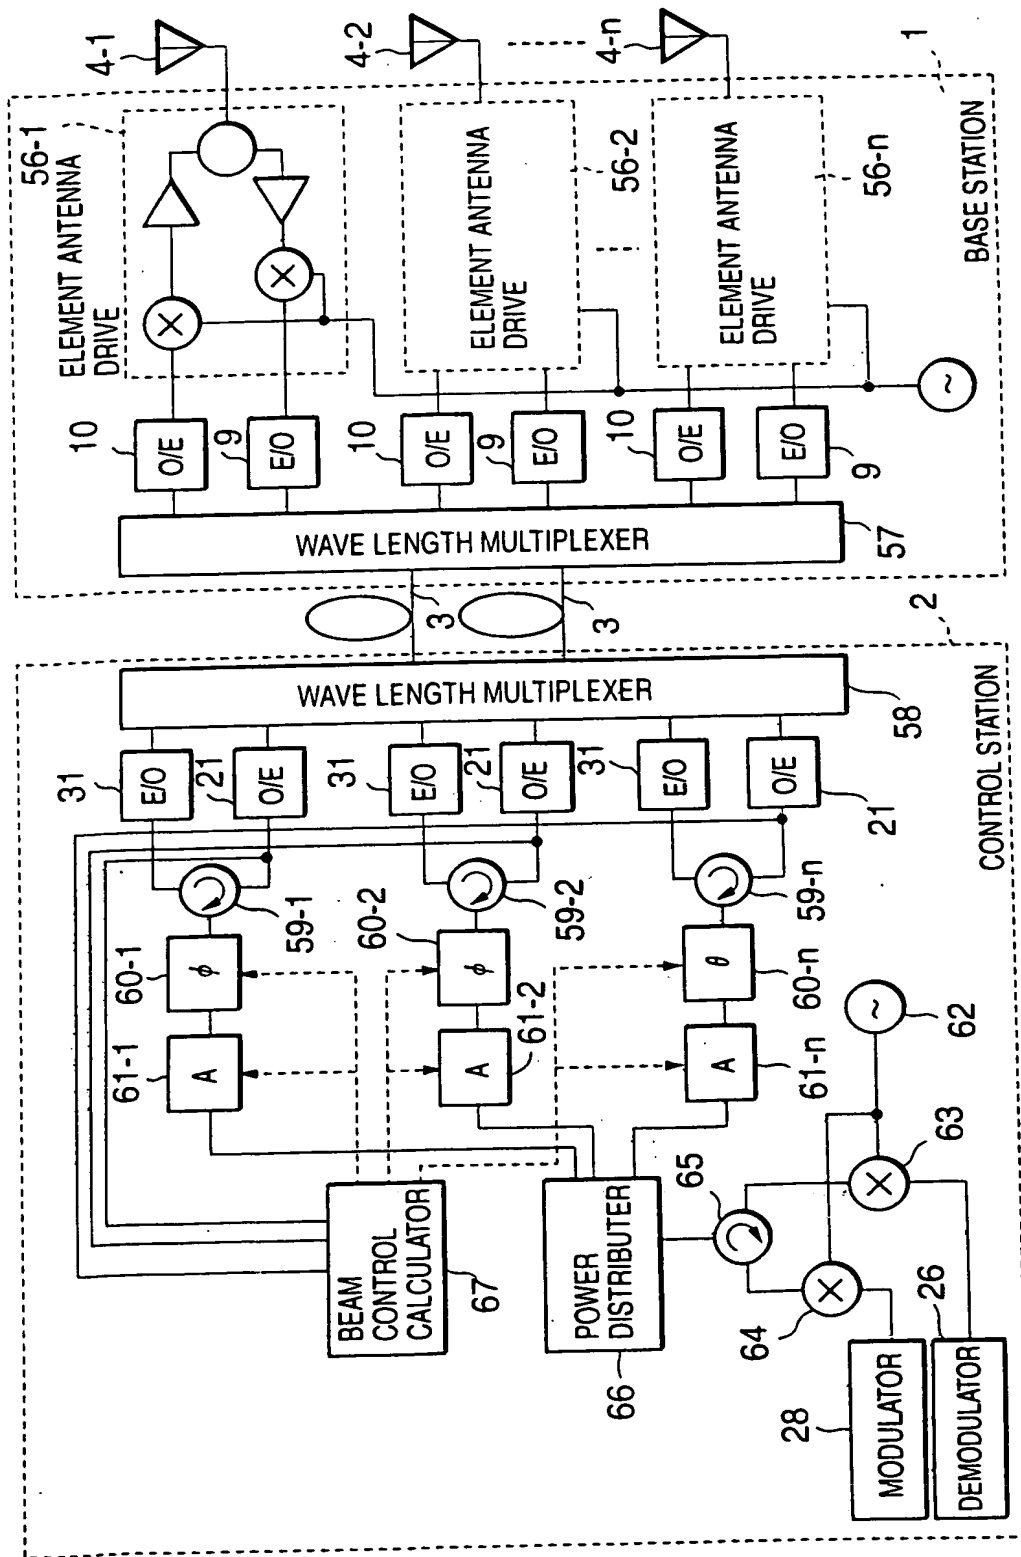 4-1
4-2
4-n
1
56-1
ELEMENT ANTENNA
DRIVE
ELEMENT ANTENNA
DRIVE
56-2
ELEMENT ANTENNA
DRIVE
56-n
BASE STATION
×
×
~
10
O/E
9
E/O
10
O/E
9
E/O
10
O/E
E/O
9
WAVE LENGTH MULTIPLEXER
57
3
3
2
WAVE LENGTH MULTIPLEXER
58
CONTROL STATION
31
E/O
21
O/E
31
E/O
21
O/E
31
E/O
O/E
21
59-1
59-2
59-n
60-1
ϕ
60-2
ϕ
θ
60-n
61-1
A
A
61-2
A
61-n
~
62
BEAM
CONTROL
CALCULATOR
67
POWER
DISTRIBUTER
66
65
×
63
×
64
28
MODULATOR
26
DEMODULATOR